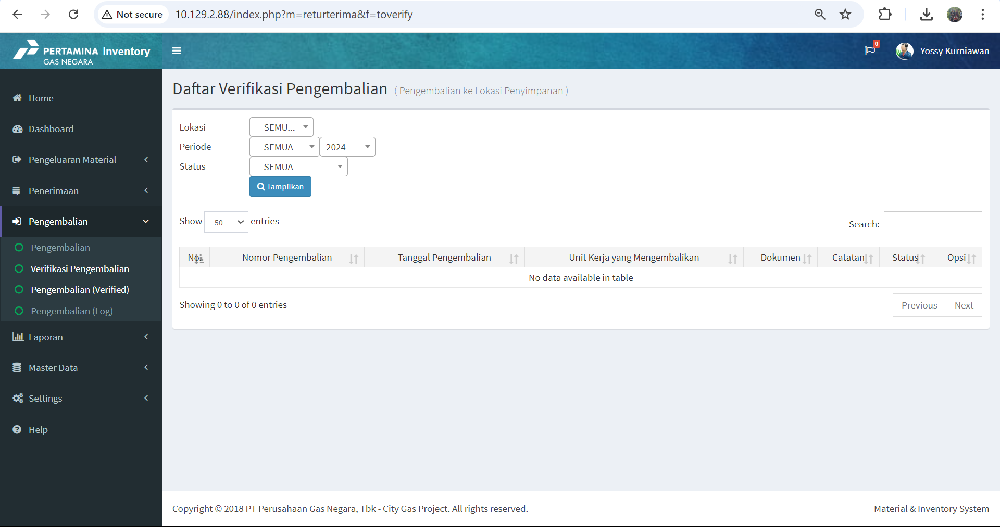 Not secure 10.129.2.88/index.php?m=returterima&f=toverify
PERTAMINA Inventory
GAS NEGARA
0
Yossy Kurniawan
Home
Dashboard
Pengeluaran Material
Penerimaan
Pengembalian
Pengembalian
Verifikasi Pengembalian
Pengembalian (Verified)
Pengembalian (Log)
Laporan
Master Data
Settings
Help
Daftar Verifikasi Pengembalian ( Pengembalian ke Lokasi Penyimpanan )
Lokasi -- SEMU...
Periode -- SEMUA -- 2024
Status -- SEMUA --
Tampilkan
Show 50 entries Search:
No Nomor Pengembalian Tanggal Pengembalian Unit Kerja yang Mengembalikan Dokumen Catatan Status Opsi
No data available in table
Showing 0 to 0 of 0 entries Previous Next
Copyright © 2018 PT Perusahaan Gas Negara, Tbk - City Gas Project. All rights reserved. Material & Inventory System